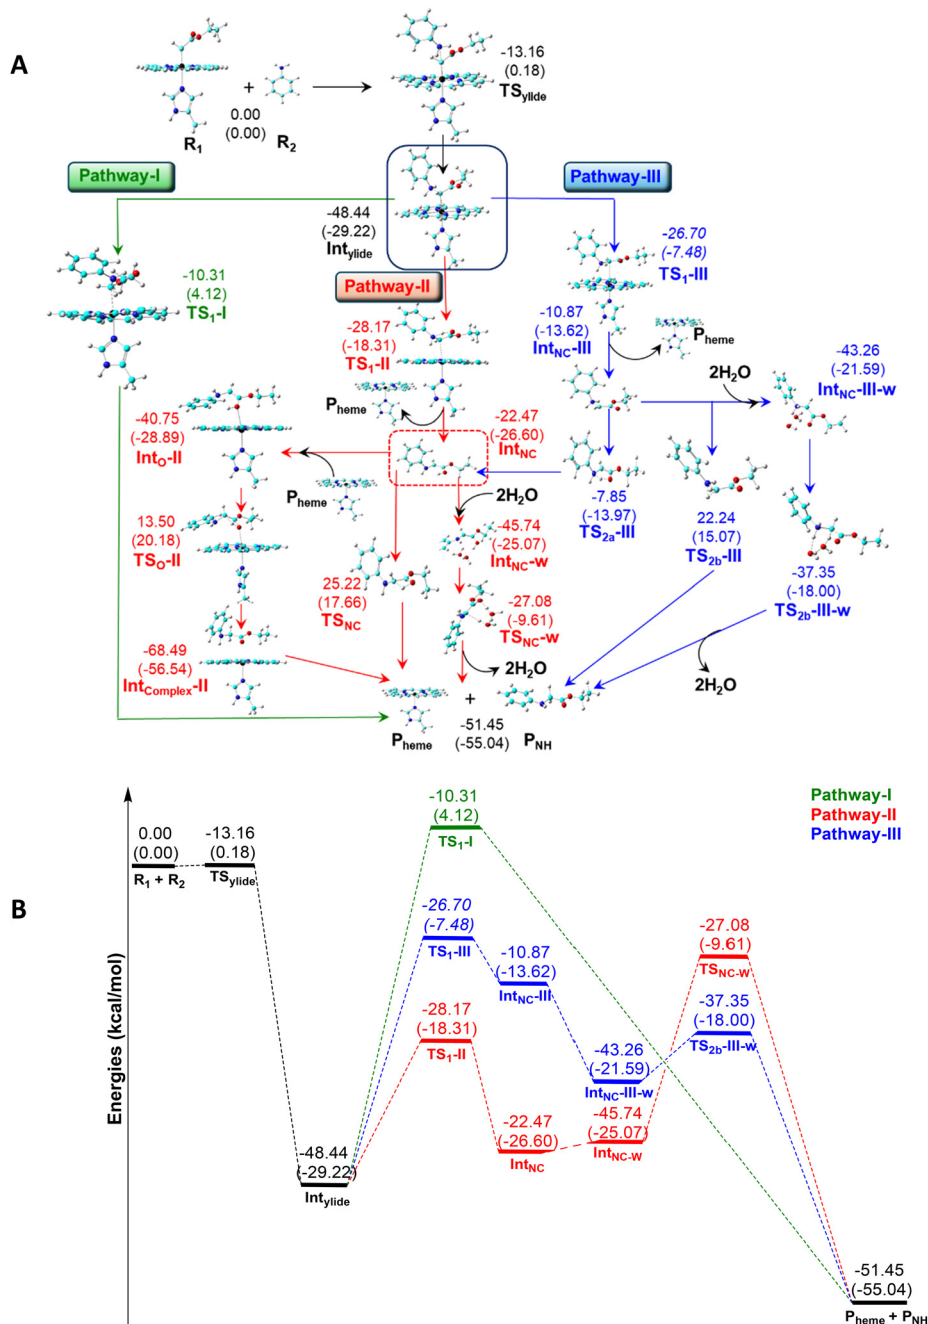 A
-13.16
(0.18)
TSylide
+
0.00
(0.00)
R1
R2
Pathway-I
Pathway-III
-48.44
(-29.22)
Intylide
-26.70
(-7.48)
TS1-III
-10.31
(4.12)
TS1-I
Pathway-II
-10.87
(-13.62)
IntNC-III
Pheme
-28.17
(-18.31)
TS1-II
-43.26
(-21.59)
IntNC-III-w
2H2O
Pheme
-40.75
(-28.89)
IntO-II
-22.47
(-26.60)
IntNC
Pheme
2H2O
-7.85
(-13.97)
TS2a-III
13.50
(20.18)
TSO-II
-45.74
(-25.07)
IntNC-w
22.24
(15.07)
TS2b-III
25.22
(17.66)
TSNC
-27.08
(-9.61)
TSNC-w
-37.35
(-18.00)
TS2b-III-w
-68.49
(-56.54)
IntComplex-II
2H2O
2H2O
+
-51.45
(-55.04)
Pheme
PNH
B
Energies (kcal/mol)
Pathway-I
Pathway-II
Pathway-III
0.00
(0.00)
R1 + R2
-13.16
(0.18)
TSylide
-10.31
(4.12)
TS1-I
-26.70
(-7.48)
TS1-III
-10.87
(-13.62)
IntNC-III
-27.08
(-9.61)
TSNC-W
-28.17
(-18.31)
TS1-II
-37.35
(-18.00)
TS2b-III-w
-43.26
(-21.59)
IntNC-III-w
-22.47
(-26.60)
IntNC
-45.74
(-25.07)
IntNC-W
-48.44
(-29.22)
Intylide
-51.45
(-55.04)
Pheme + PNH